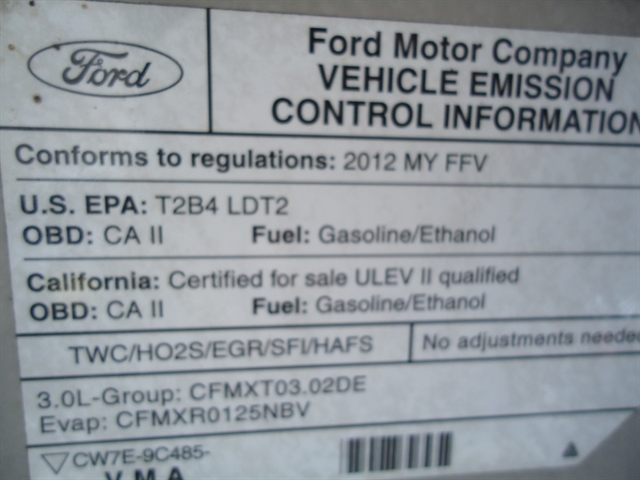 Ford
Ford Motor Company
VEHICLE EMISSION
CONTROL INFORMATION
Conforms to regulations: 2012 MY FFV
U.S. EPA: T2B4 LDT2
OBD: CA II Fuel: Gasoline/Ethanol
California: Certified for sale ULEV II qualified
OBD: CA II Fuel: Gasoline/Ethanol
TWC/HO2S/EGR/SFI/HAFS No adjustments needed
3.0L-Group: CFMXT03.02DE
Evap: CFMXR0125NBV
CW7E-9C485-
VMA